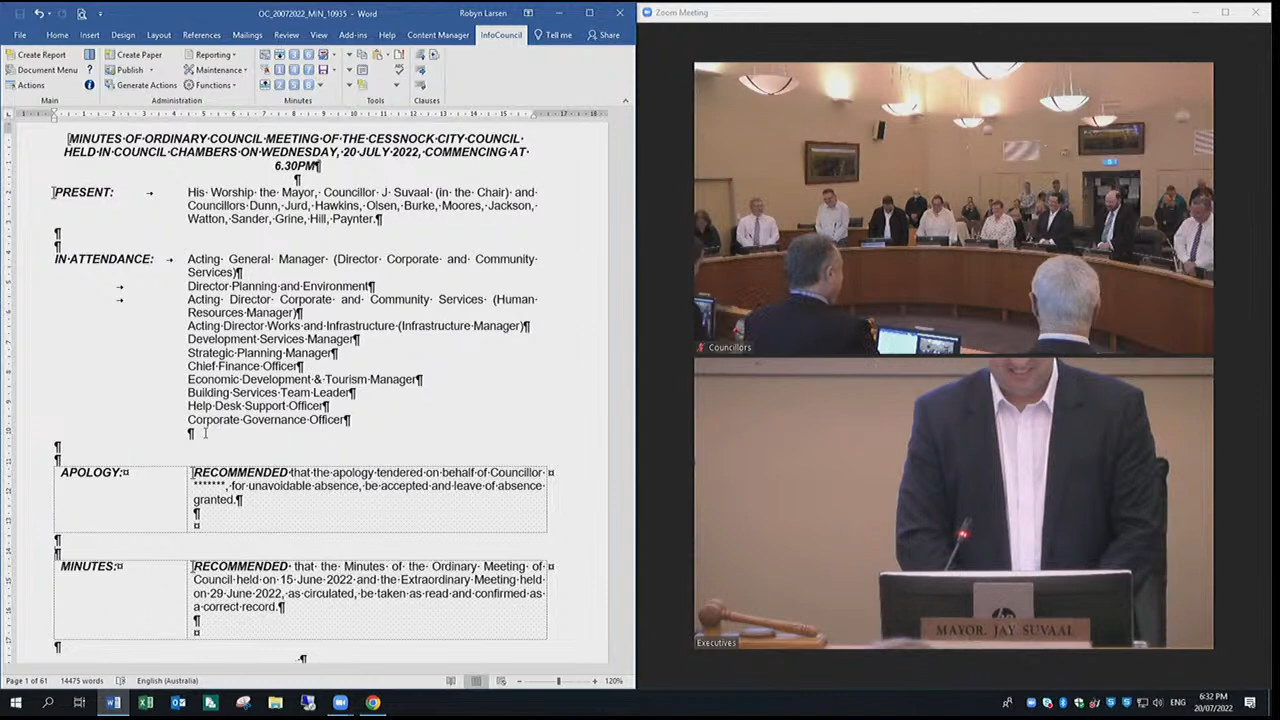 OC_20072022_MIN_10935 - Word
Robyn Larsen
File
Home
Insert
Design
Layout
References
Mailings
Review
View
Add-ins
Help
Content Manager
InfoCouncil
Tell me
Share
Create Report
Document Menu
Actions
Create Paper
Publish
Generate Actions
Reporting
Maintenance
Functions
Main
Administration
Minutes
Tools
Clauses
MINUTES OF ORDINARY COUNCIL MEETING OF THE CESSNOCK CITY COUNCIL
HELD IN COUNCIL CHAMBERS ON WEDNESDAY, 20 JULY 2022, COMMENCING AT
6.30PM
PRESENT:
His Worship the Mayor, Councillor J Suvaal (in the Chair) and
Councillors Dunn, Jurd, Hawkins, Olsen, Burke, Moores, Jackson,
Watton, Sander, Grine, Hill, Paynter.
IN ATTENDANCE:
Acting General Manager (Director Corporate and Community
Services)
Director Planning and Environment
Acting Director Corporate and Community Services (Human
Resources Manager)
Acting Director Works and Infrastructure (Infrastructure Manager)
Development Services Manager
Strategic Planning Manager
Chief Finance Officer
Economic Development & Tourism Manager
Building Services Team Leader
Help Desk Support Officer
Corporate Governance Officer
APOLOGY:
RECOMMENDED that the apology tendered on behalf of Councillor
*******, for unavoidable absence, be accepted and leave of absence
granted.
MINUTES:
RECOMMENDED that the Minutes of the Ordinary Meeting of
Council held on 15 June 2022 and the Extraordinary Meeting held
on 29 June 2022, as circulated, be taken as read and confirmed as
a correct record.
Page 1 of 61
14475 words
English (Australia)
120%
Zoom Meeting
Councillors
MAYOR. JAY SUVAAL
Executives
ENG
6:32 PM
20/07/2022